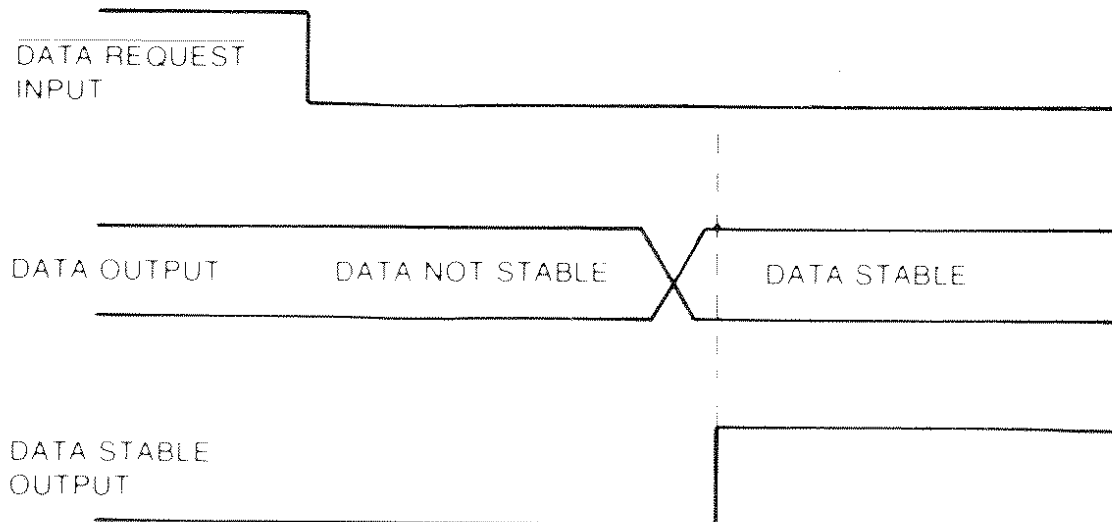 DATA REQUEST
INPUT
DATA OUTPUT
DATA NOT STABLE
DATA STABLE
DATA STABLE
OUTPUT